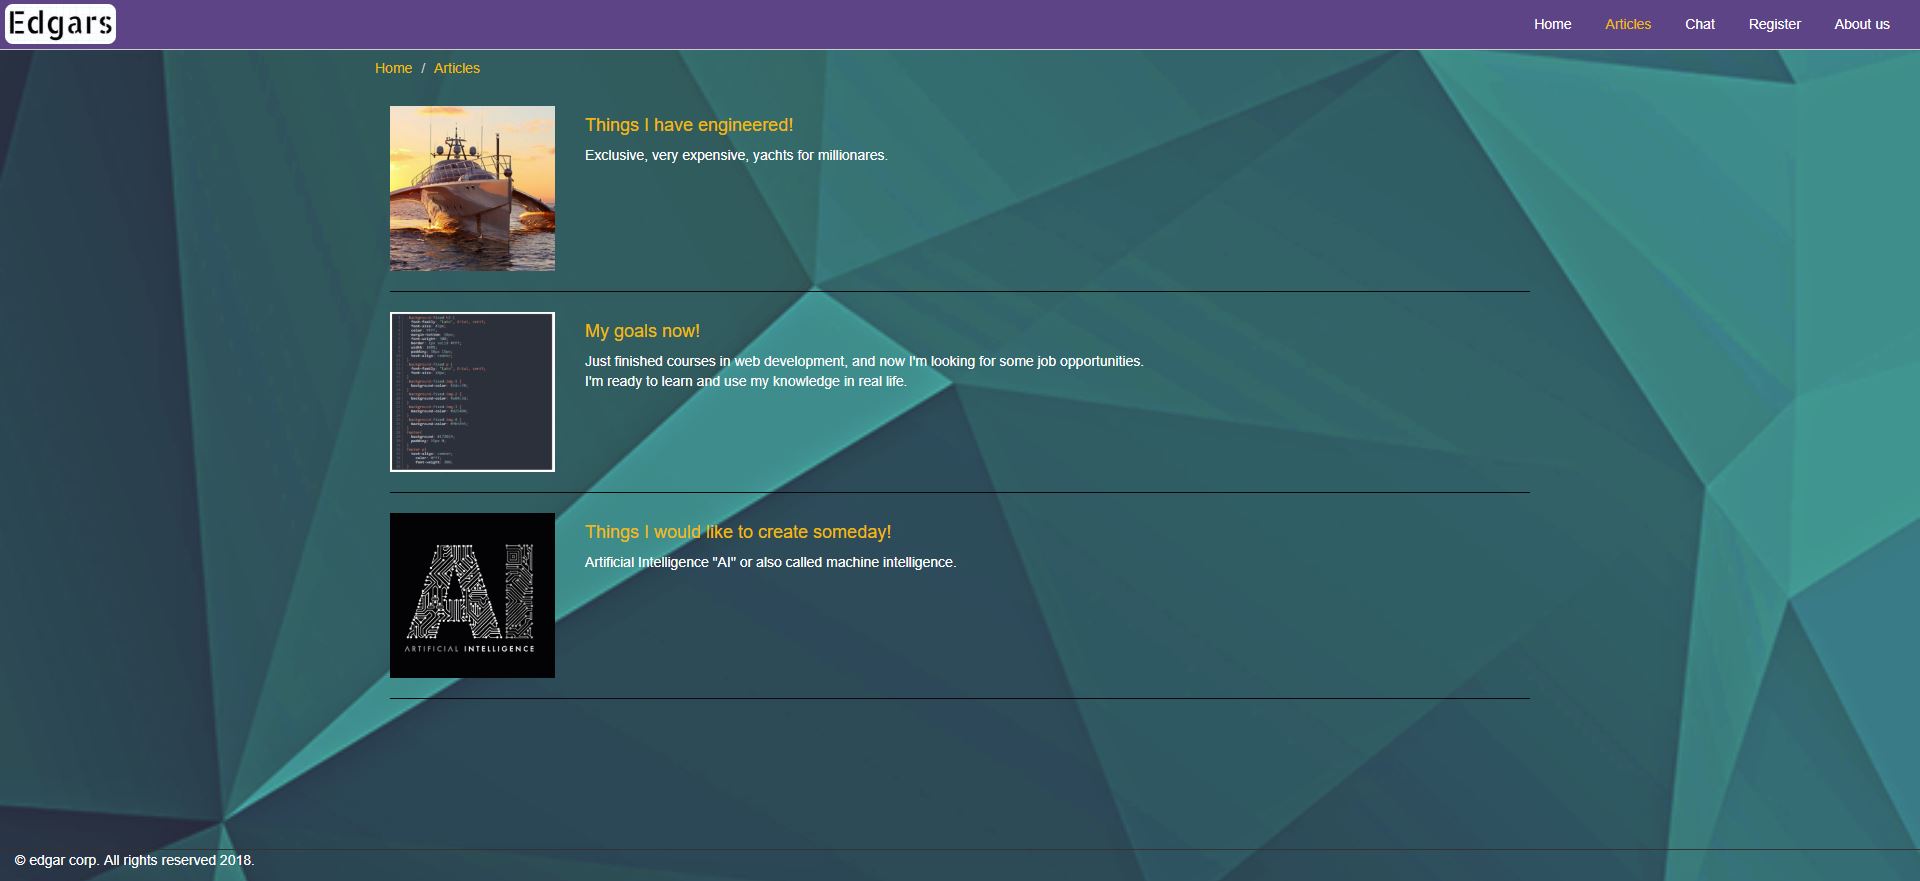 Edgars
Home Articles Chat Register About us
Home / Articles
Things I have engineered!
Exclusive, very expensive, yachts for millionares.
My goals now!
Just finished courses in web development, and now I'm looking for some job opportunities.
I'm ready to learn and use my knowledge in real life.
Things I would like to create someday!
Artificial Intelligence "AI" or also called machine intelligence.
AI
ARTIFICIAL INTELLIGENCE
© edgar corp. All rights reserved 2018.